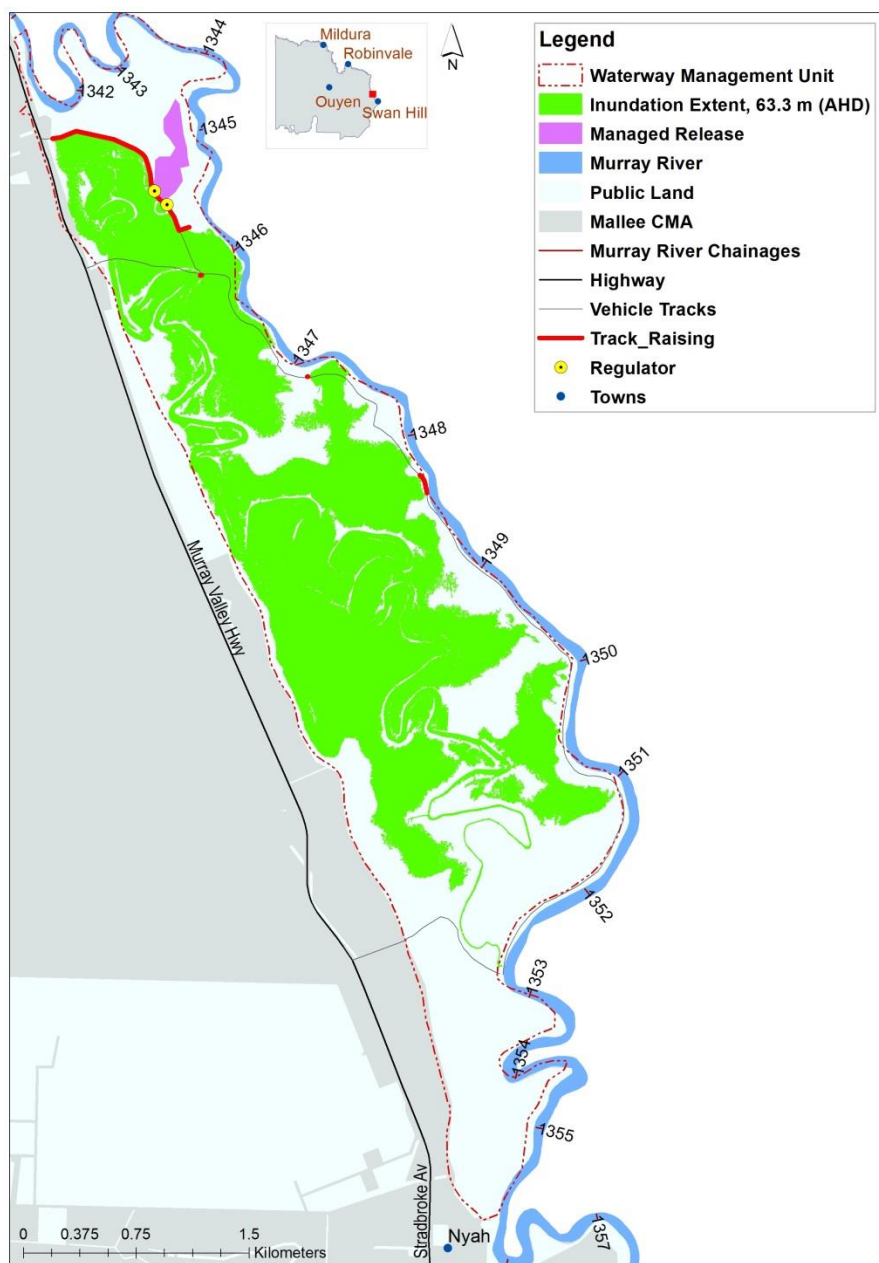 1344
1343
1342
1345
1346
1347
1348
1349
1350
1351
1352
1353
1354
1355
1357
Mildura
Robinvale
Ouyen
Swan Hill
N
Legend
Waterway Management Unit
Inundation Extent, 63.3 m (AHD)
Managed Release
Murray River
Public Land
Mallee CMA
Murray River Chainages
Highway
Vehicle Tracks
Track_Raising
Regulator
Towns
Murray Valley Hwy
Stradbroke Av
Nyah
0 0.375 0.75 1.5
Kilometers